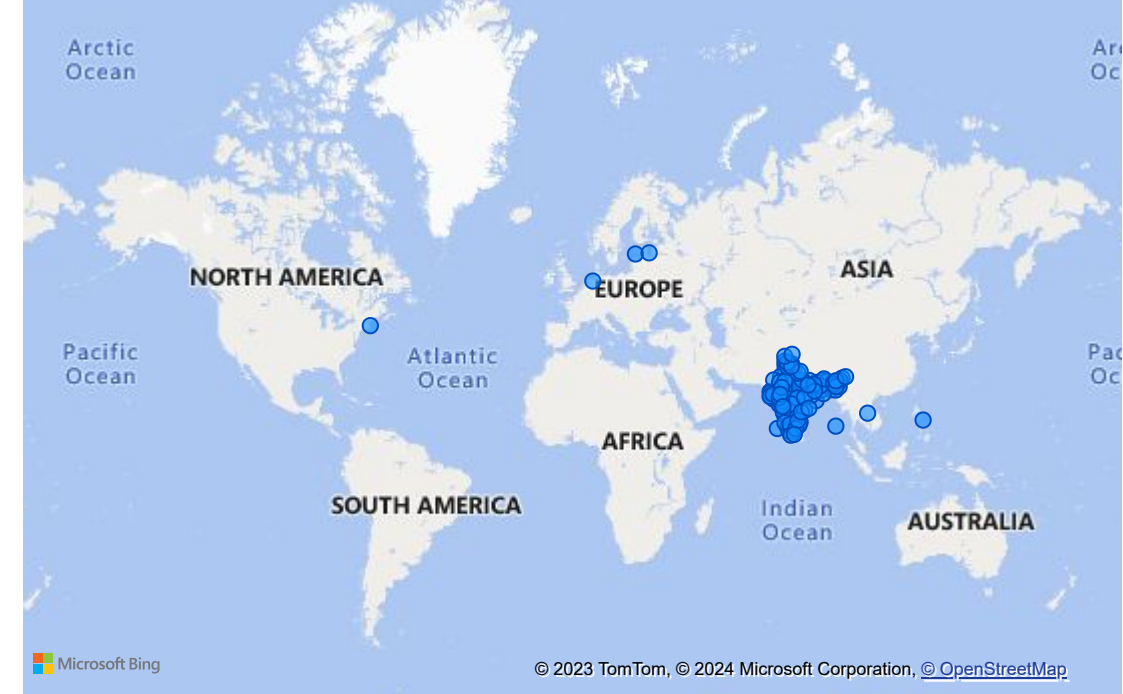 Arctic
Ocean
Are
Oc
NORTH AMERICA
EUROPE
ASIA
Pacific
Ocean
Atlantic
Ocean
Pac
Oc
AFRICA
SOUTH AMERICA
Indian
Ocean
AUSTRALIA
Microsoft Bing
© 2023 TomTom, © 2024 Microsoft Corporation, © OpenStreetMap